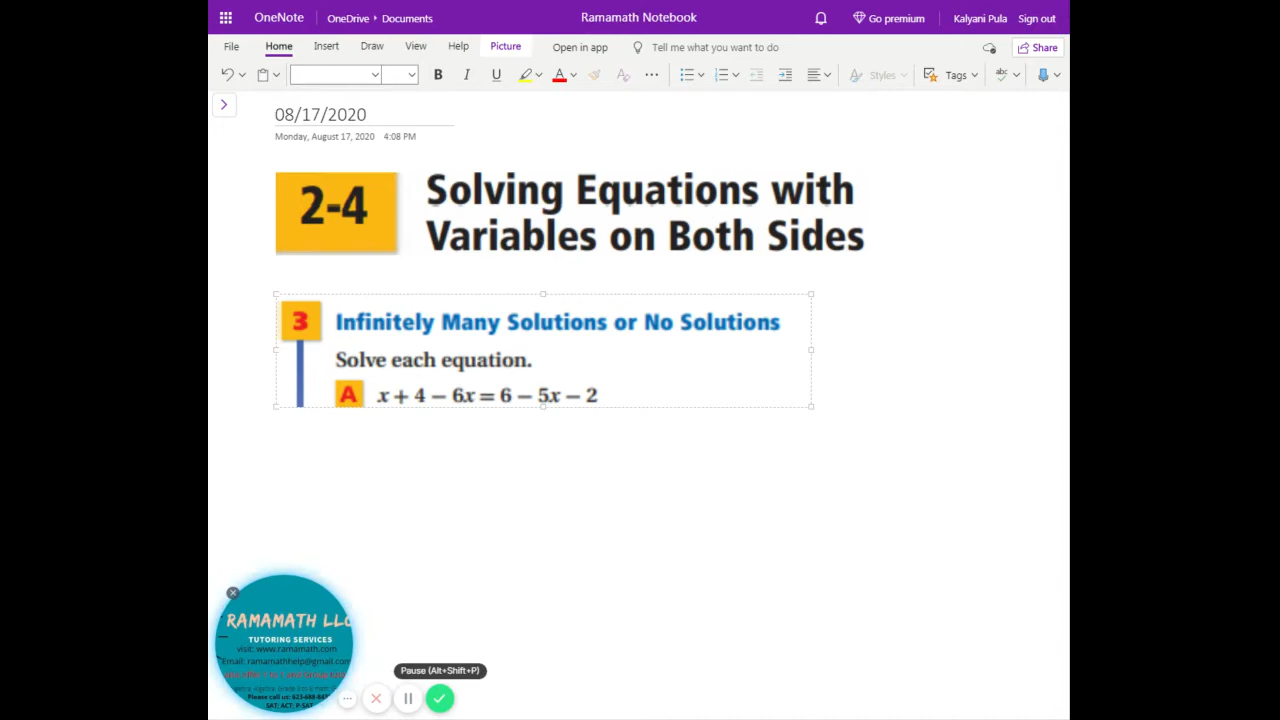 OneNote
OneDrive › Documents
Ramamath Notebook
Go premium
Kalyani Pula
Sign out
File
Home
Insert
Draw
View
Help
Picture
Open in app
Tell me what you want to do
Share
B I U A
Styles
Tags
abc
08/17/2020
Monday, August 17, 2020 4:08 PM
2-4
Solving Equations with
Variables on Both Sides
3 Infinitely Many Solutions or No Solutions
Solve each equation.
A x + 4 − 6x = 6 − 5x − 2
RAMAMATH LLC
TUTORING SERVICES
visit: www.ramamath.com
Email: ramamathhelp@gmail.com
SAT: ACT: P-SAT
Pause (Alt+Shift+P)